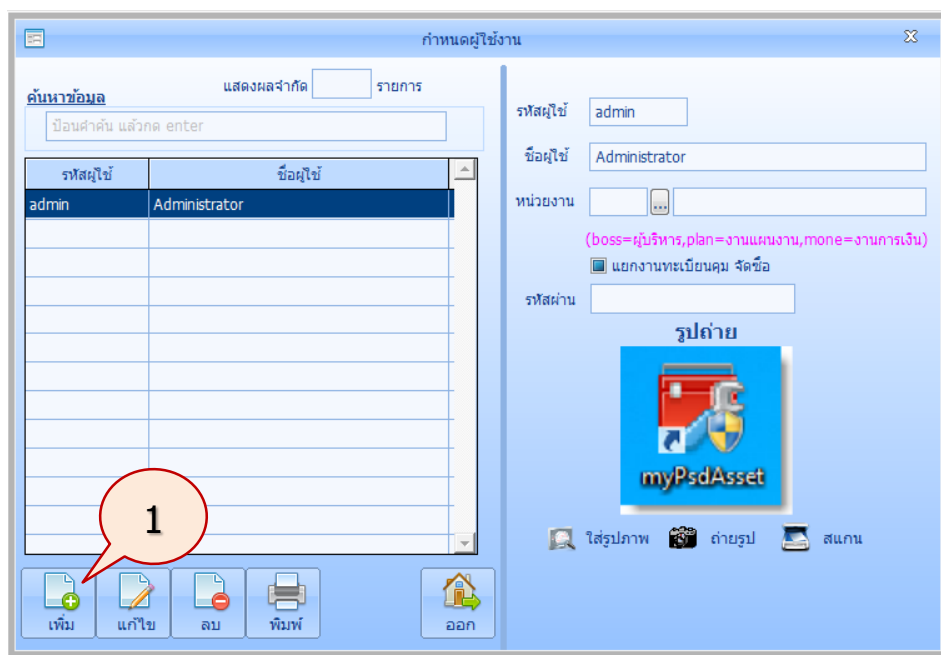 กำหนดผู้ใช้งาน
แสดงผลจำกัด รายการ
ค้นหาข้อมูล
ป้อนคำค้น แล้วกด enter
รหัสผู้ใช้ ชื่อผู้ใช้
admin Administrator
1
เพิ่ม แก้ไข ลบ พิมพ์ ออก
รหัสผู้ใช้ admin
ชื่อผู้ใช้ Administrator
หน่วยงาน ...
(boss=ผู้บริหาร,plan=งานแผนงาน,mone=งานการเงิน)
แยกงานทะเบียนคุม จัดซื้อ
รหัสผ่าน
รูปถ่าย
myPsdAsset
ใส่รูปภาพ ถ่ายรูป สแกน